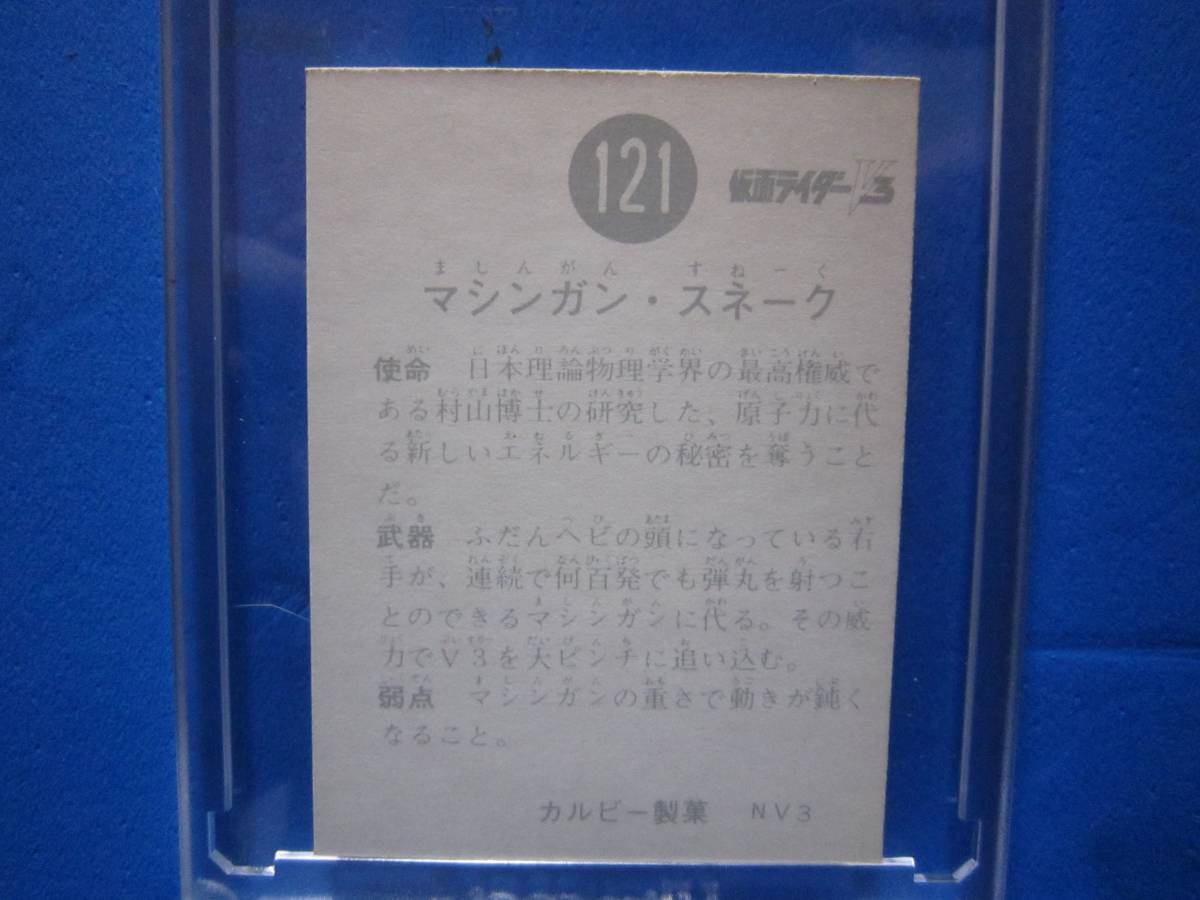 121
仮面ライダーV3
ましんがん すねーく
マシンガン・スネーク
使命 日本理論物理学界の最高権威で
ある村山博士の研究した、原子力に代
る新しいエネルギーの秘密を奪うこと
だ。
武器 ふだんヘビの頭になっている右
手が、連続で何百発でも弾丸を射つこ
とのできるマシンガンに代る。その威
力でV3を大ピンチに追い込む。
弱点 マシンガンの重さで動きが鈍く
なること。
カルビー製菓 NV3